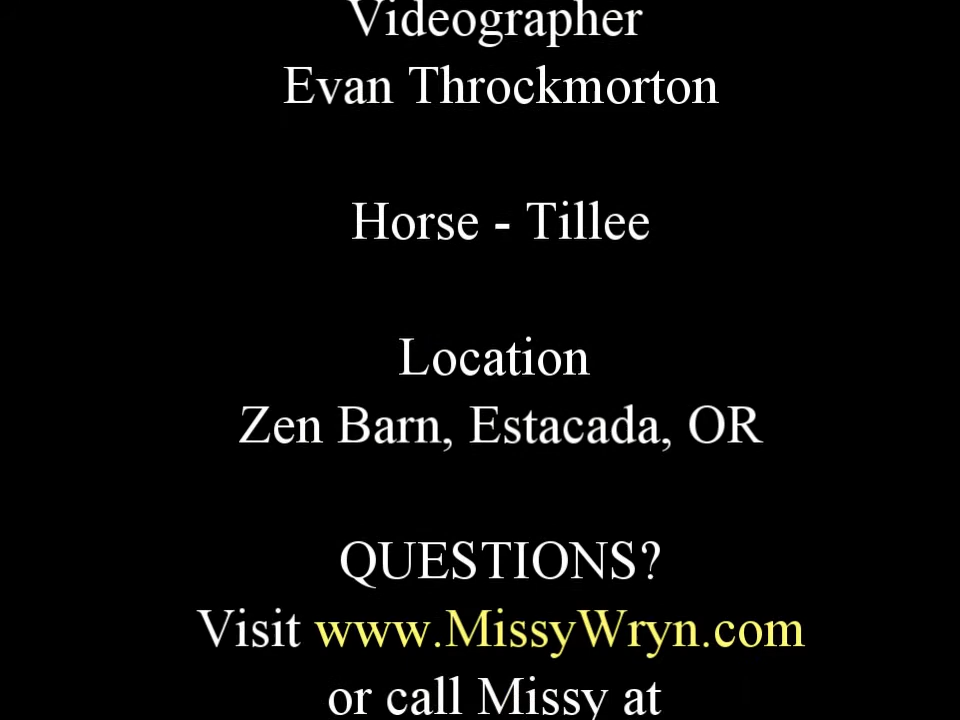 Videographer
Evan Throckmorton
Horse - Tillee
Location
Zen Barn, Estacada, OR
QUESTIONS?
Visit www.MissyWryn.com
or call Missy at